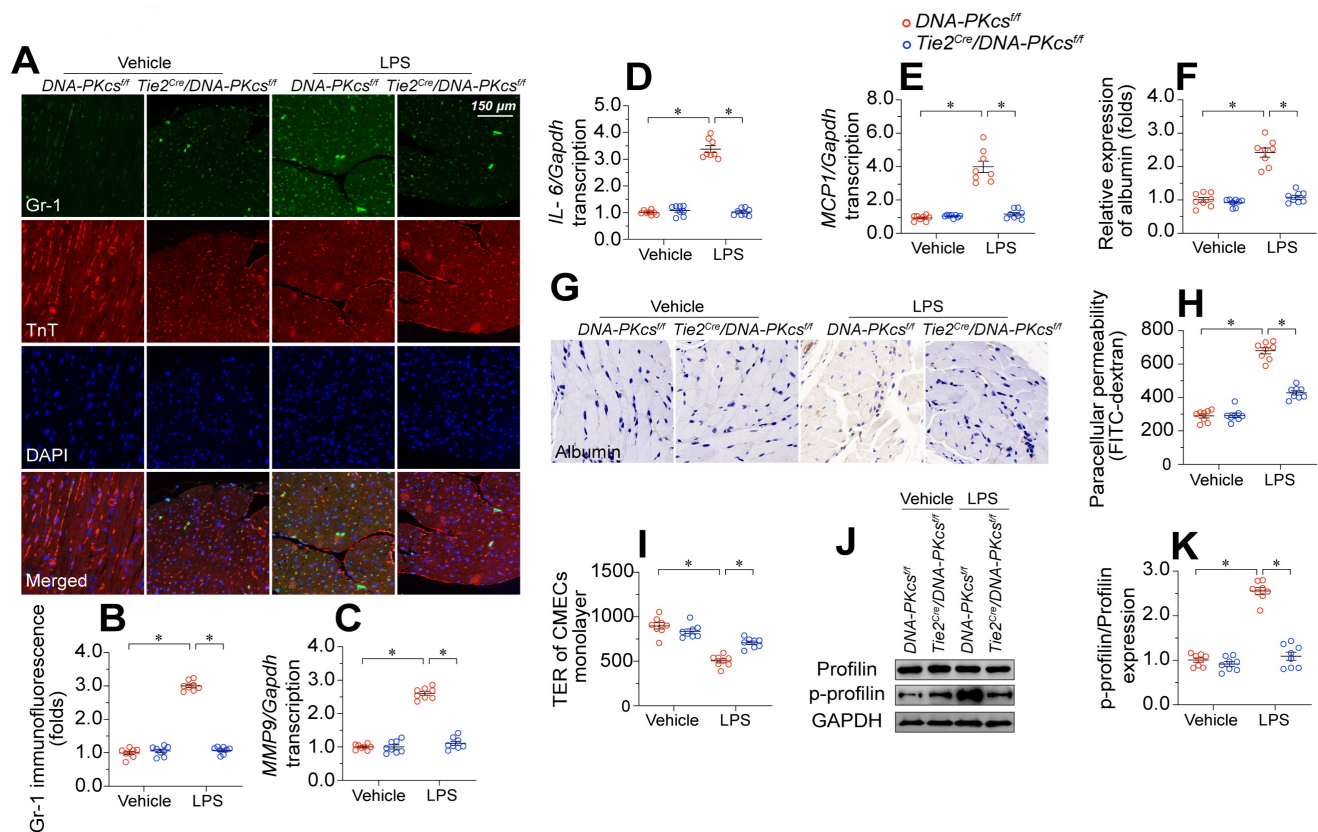 DNA-PKcsf/f
Tie2Cre/DNA-PKcsf/f
A
Vehicle LPS
DNA-PKcsf/f Tie2Cre/DNA-PKcsf/f DNA-PKcsf/f Tie2Cre/DNA-PKcsf/f
150 µm
Gr-1
TnT
DAPI
Merged
B
Gr-1 immunofluorescence
(folds)
4.0
3.0
2.0
1.0
0.0
* *
Vehicle LPS
C
MMP9/Gapdh
transcription
4.0
3.0
2.0
1.0
0.0
* *
Vehicle LPS
D
IL- 6/Gapdh
transcription
5.0
4.0
3.0
2.0
1.0
0.0
* *
Vehicle LPS
E
MCP1/Gapdh
transcription
8.0
6.0
4.0
2.0
0.0
* *
Vehicle LPS
F
Relative expression
of albumin (folds)
4.0
3.0
2.0
1.0
0.0
* *
Vehicle LPS
G
Vehicle LPS
DNA-PKcsf/f Tie2Cre/DNA-PKcsf/f DNA-PKcsf/f Tie2Cre/DNA-PKcsf/f
Albumin
H
Paracellular permeability
(FITC-dextran)
800
600
400
200
0
* *
Vehicle LPS
I
TER of CMECs
monolayer
1500
1000
500
0
* *
Vehicle LPS
J
Vehicle LPS
DNA-PKcsf/f
Tie2Cre/DNA-PKcsf/f
DNA-PKcsf/f
Tie2Cre/DNA-PKcsf/f
Profilin
p-profilin
GAPDH
K
p-profilin/Profilin
expression
3.0
2.0
1.0
0.0
* *
Vehicle LPS